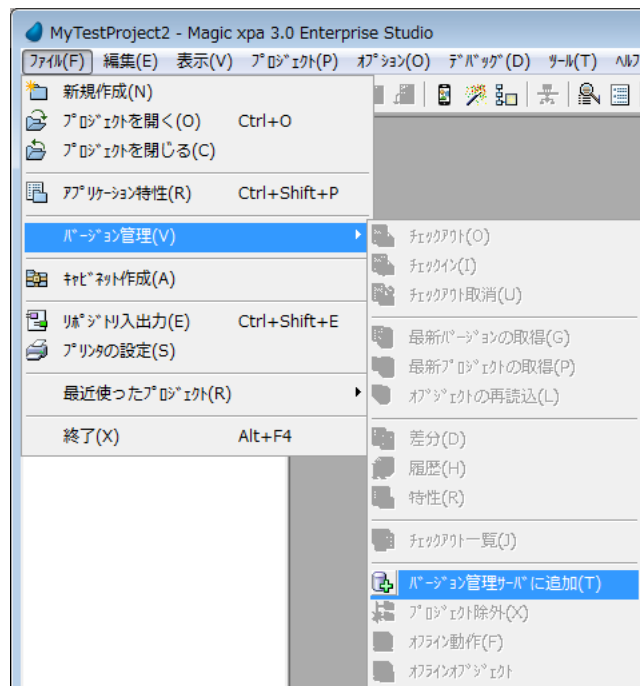 MyTestProject2 - Magic xpa 3.0 Enterprise Studio
ﾌｧｲﾙ(F) 編集(E) 表示(V) ﾌﾟﾛｼﾞｪｸﾄ(P) ｵﾌﾟｼｮﾝ(O) ﾃﾞﾊﾞｯｸﾞ(D) ﾂｰﾙ(T) ﾍﾙﾌ
新規作成(N)
ﾌﾟﾛｼﾞｪｸﾄを開く(O) Ctrl+O
ﾌﾟﾛｼﾞｪｸﾄを閉じる(C)
ｱﾌﾟﾘｹｰｼｮﾝ特性(R) Ctrl+Shift+P
ﾊﾞｰｼﾞｮﾝ管理(V)
ｷｬﾋﾞﾈｯﾄ作成(A)
ﾘﾎﾟｼﾞﾄﾘ入出力(E) Ctrl+Shift+E
ﾌﾟﾘﾝﾀの設定(S)
最近使ったﾌﾟﾛｼﾞｪｸﾄ(R)
終了(X) Alt+F4
ﾁｪｯｸｱｳﾄ(O)
ﾁｪｯｸｲﾝ(I)
ﾁｪｯｸｱｳﾄ取消(U)
最新ﾊﾞｰｼﾞｮﾝの取得(G)
最新ﾌﾟﾛｼﾞｪｸﾄの取得(P)
ｵﾌﾞｼﾞｪｸﾄの再読込(L)
差分(D)
履歴(H)
特性(R)
ﾁｪｯｸｱｳﾄ一覧(J)
ﾊﾞｰｼﾞｮﾝ管理ｻｰﾊﾞに追加(T)
ﾌﾟﾛｼﾞｪｸﾄ除外(X)
ｵﾌﾗｲﾝ動作(F)
ｵﾌﾗｲﾝｵﾌﾞｼﾞｪｸﾄ